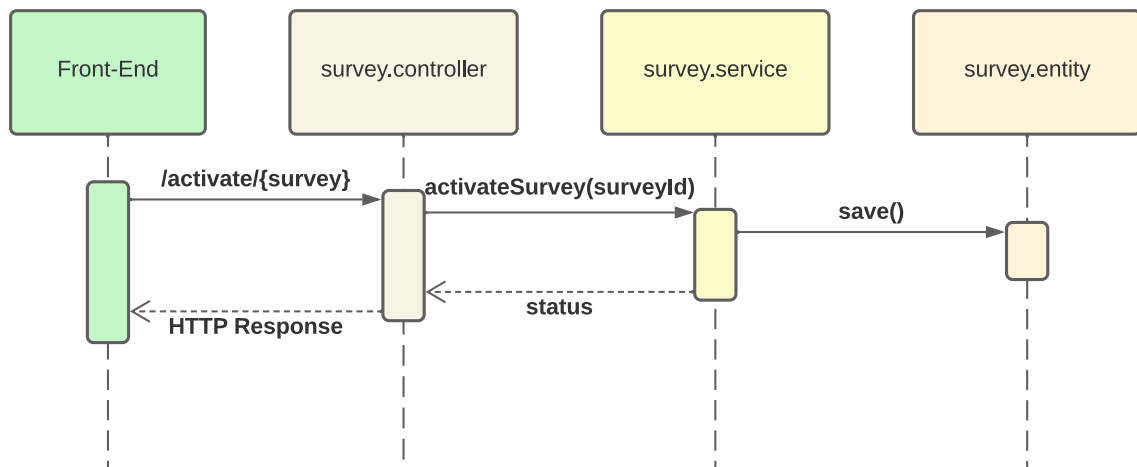 Front-End
survey.controller
survey.service
survey.entity
/activate/{survey}
activateSurvey(surveyId)
save()
status
HTTP Response